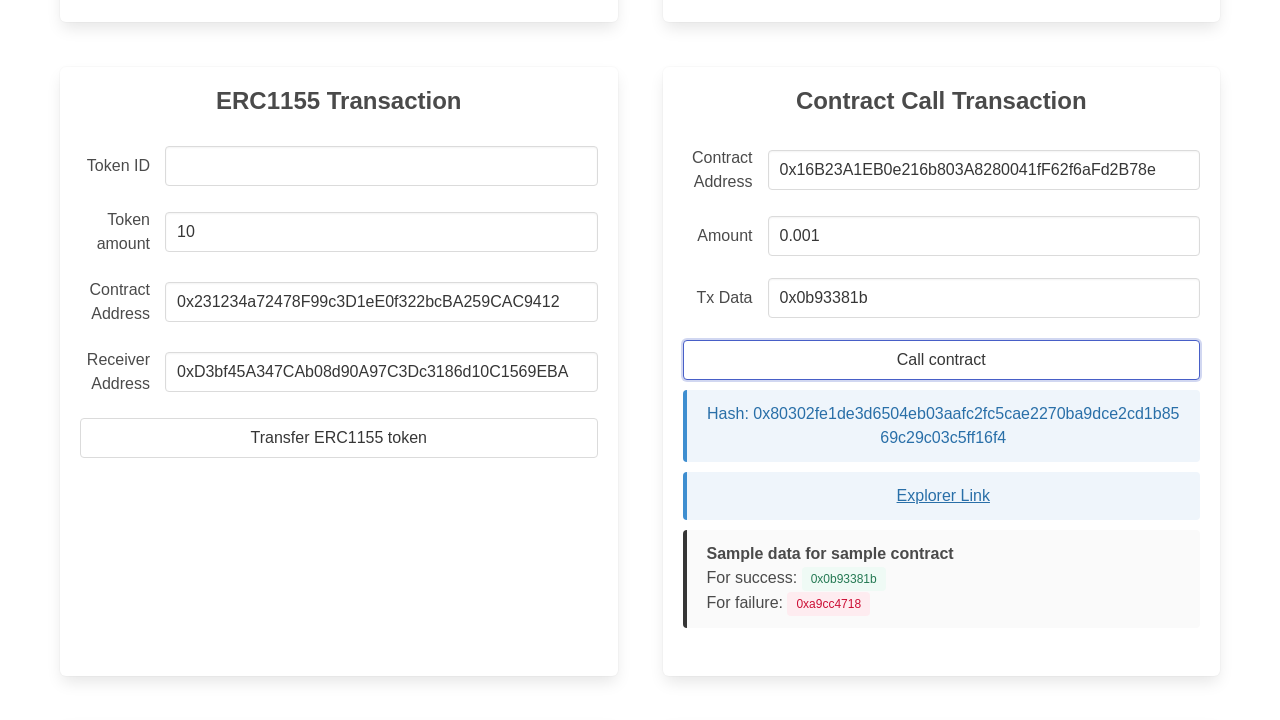 ERC1155 Transaction
Token ID
Token
amount
10
Contract
Address
0x231234a72478F99c3D1eE0f322bcBA259CAC9412
Receiver
Address
0xD3bf45A347CAb08d90A97C3Dc3186d10C1569EBA
Transfer ERC1155 token
Contract Call Transaction
Contract
Address
0x16B23A1EB0e216b803A8280041fF62f6aFd2B78e
Amount
0.001
Tx Data
0x0b93381b
Call contract
Hash: 0x80302fe1de3d6504eb03aafc2fc5cae2270ba9dce2cd1b85
69c29c03c5ff16f4
Explorer Link
Sample data for sample contract
For success: 0x0b93381b
For failure: 0xa9cc4718